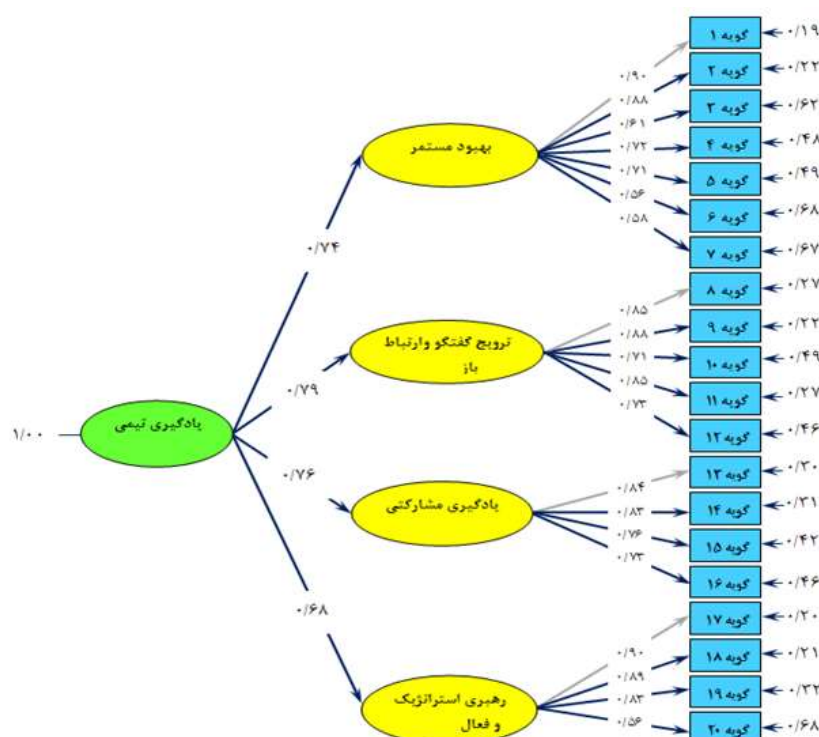 گویه ۱
۰/۱۹
۰/۹۰
گویه ۲
۰/۲۲
۰/۸۸
گویه ۳
۰/۶۲
۰/۶۱
گویه ۴
۰/۴۸
۰/۷۲
گویه ۵
۰/۴۹
۰/۷۱
گویه ۶
۰/۶۸
۰/۵۶
گویه ۷
۰/۶۷
۰/۵۸
بهبود مستمر
۰/۷۴
گویه ۸
۰/۲۷
۰/۸۵
گویه ۹
۰/۲۲
۰/۸۸
گویه ۱۰
۰/۴۹
۰/۷۱
گویه ۱۱
۰/۲۷
۰/۸۵
گویه ۱۲
۰/۴۶
۰/۷۳
ترویج گفتگو وارتباط
باز
۰/۷۹
یادگیری تیمی
۱/۰۰
گویه ۱۳
۰/۳۰
۰/۸۴
گویه ۱۴
۰/۳۱
۰/۸۳
گویه ۱۵
۰/۴۲
۰/۷۶
گویه ۱۶
۰/۴۶
۰/۷۳
یادگیری مشارکتی
۰/۷۶
گویه ۱۷
۰/۲۰
۰/۹۰
گویه ۱۸
۰/۲۱
۰/۸۹
گویه ۱۹
۰/۳۲
۰/۸۳
گویه ۲۰
۰/۶۸
۰/۵۶
رهبری استراتژیک
و فعال
۰/۶۸